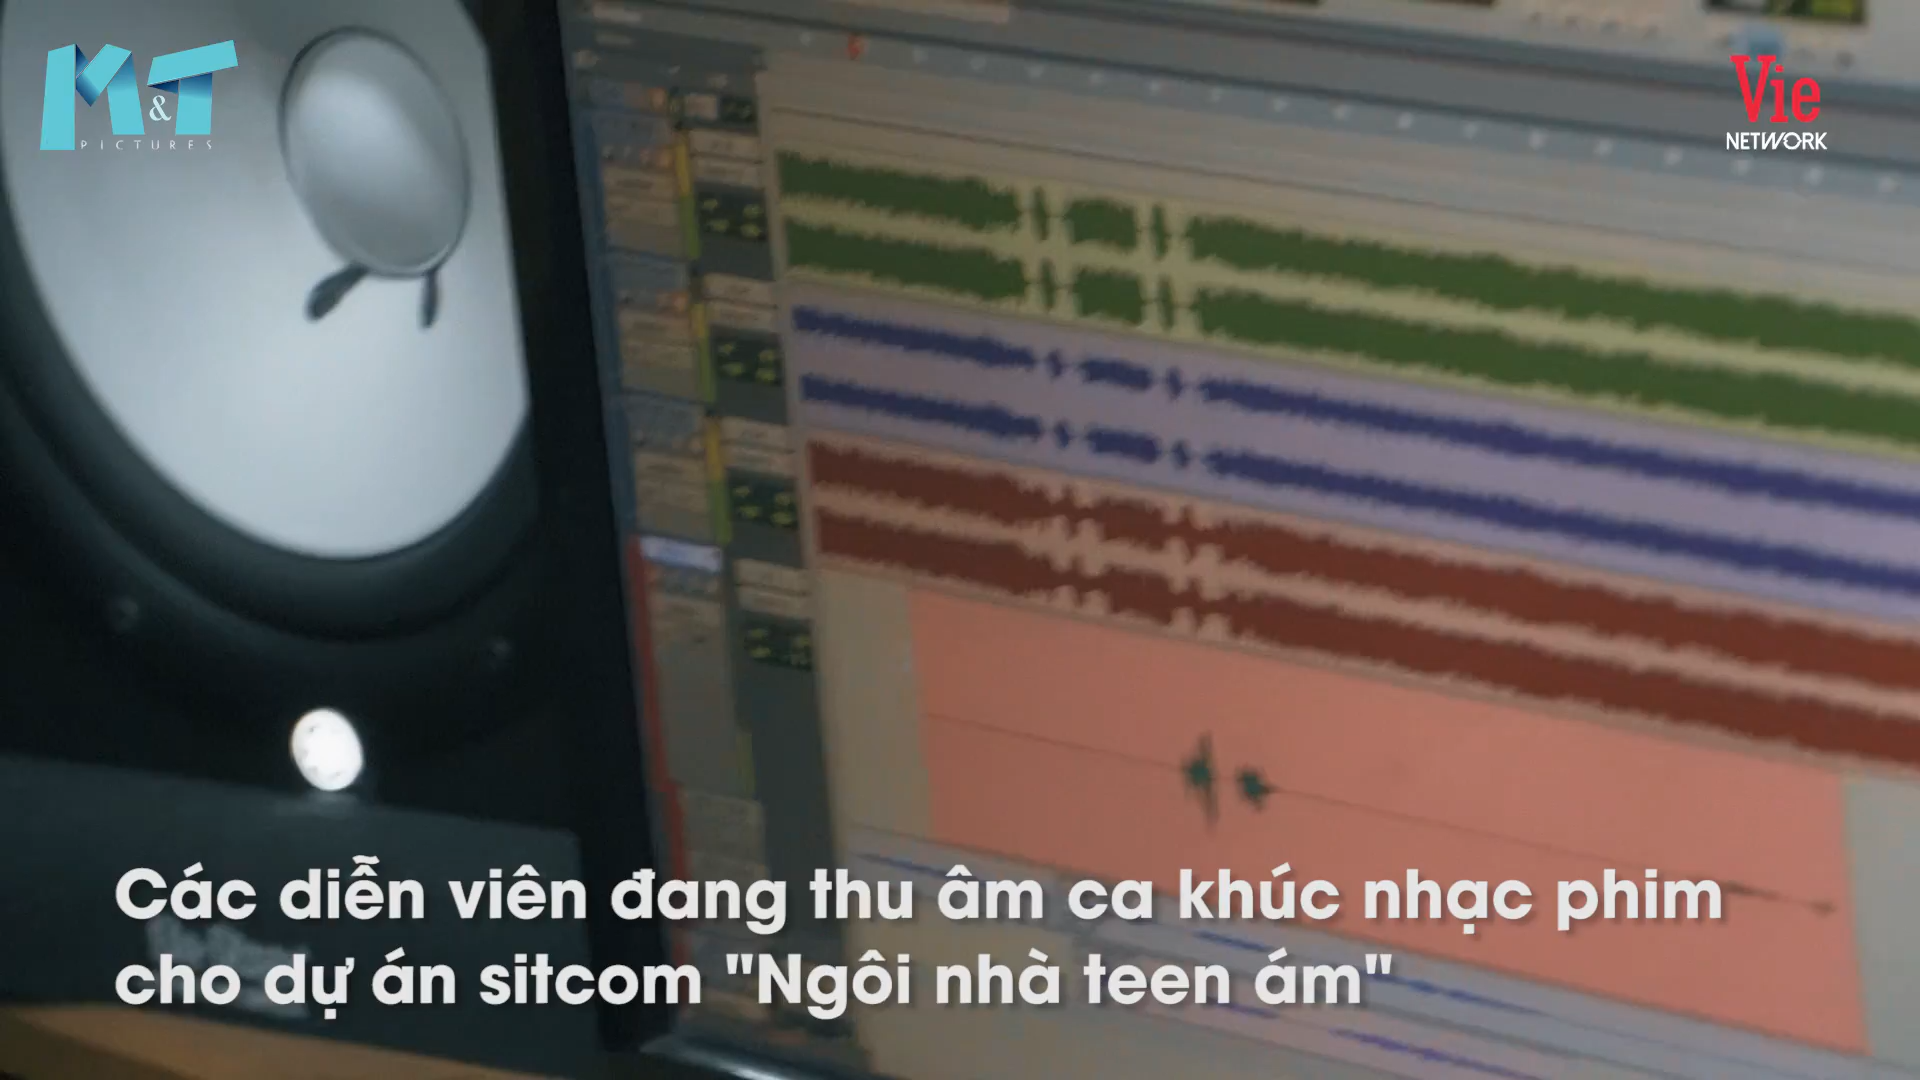 M&T
PICTURES
Vie
NETWORK
Các diễn viên đang thu âm ca khúc nhạc phim
cho dự án sitcom "Ngôi nhà teen ám"